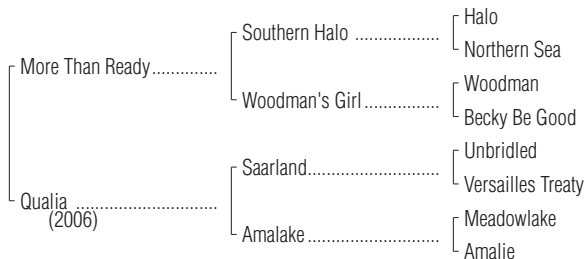 Halo
Southern Halo ..................
Northern Sea
More Than Ready.............
Woodman
Woodman's Girl................
Becky Be Good
Unbridled
Saarland...........................
Versailles Treaty
Qualia ............................
(2006)
Meadowlake
Amalake ...........................
Amalie